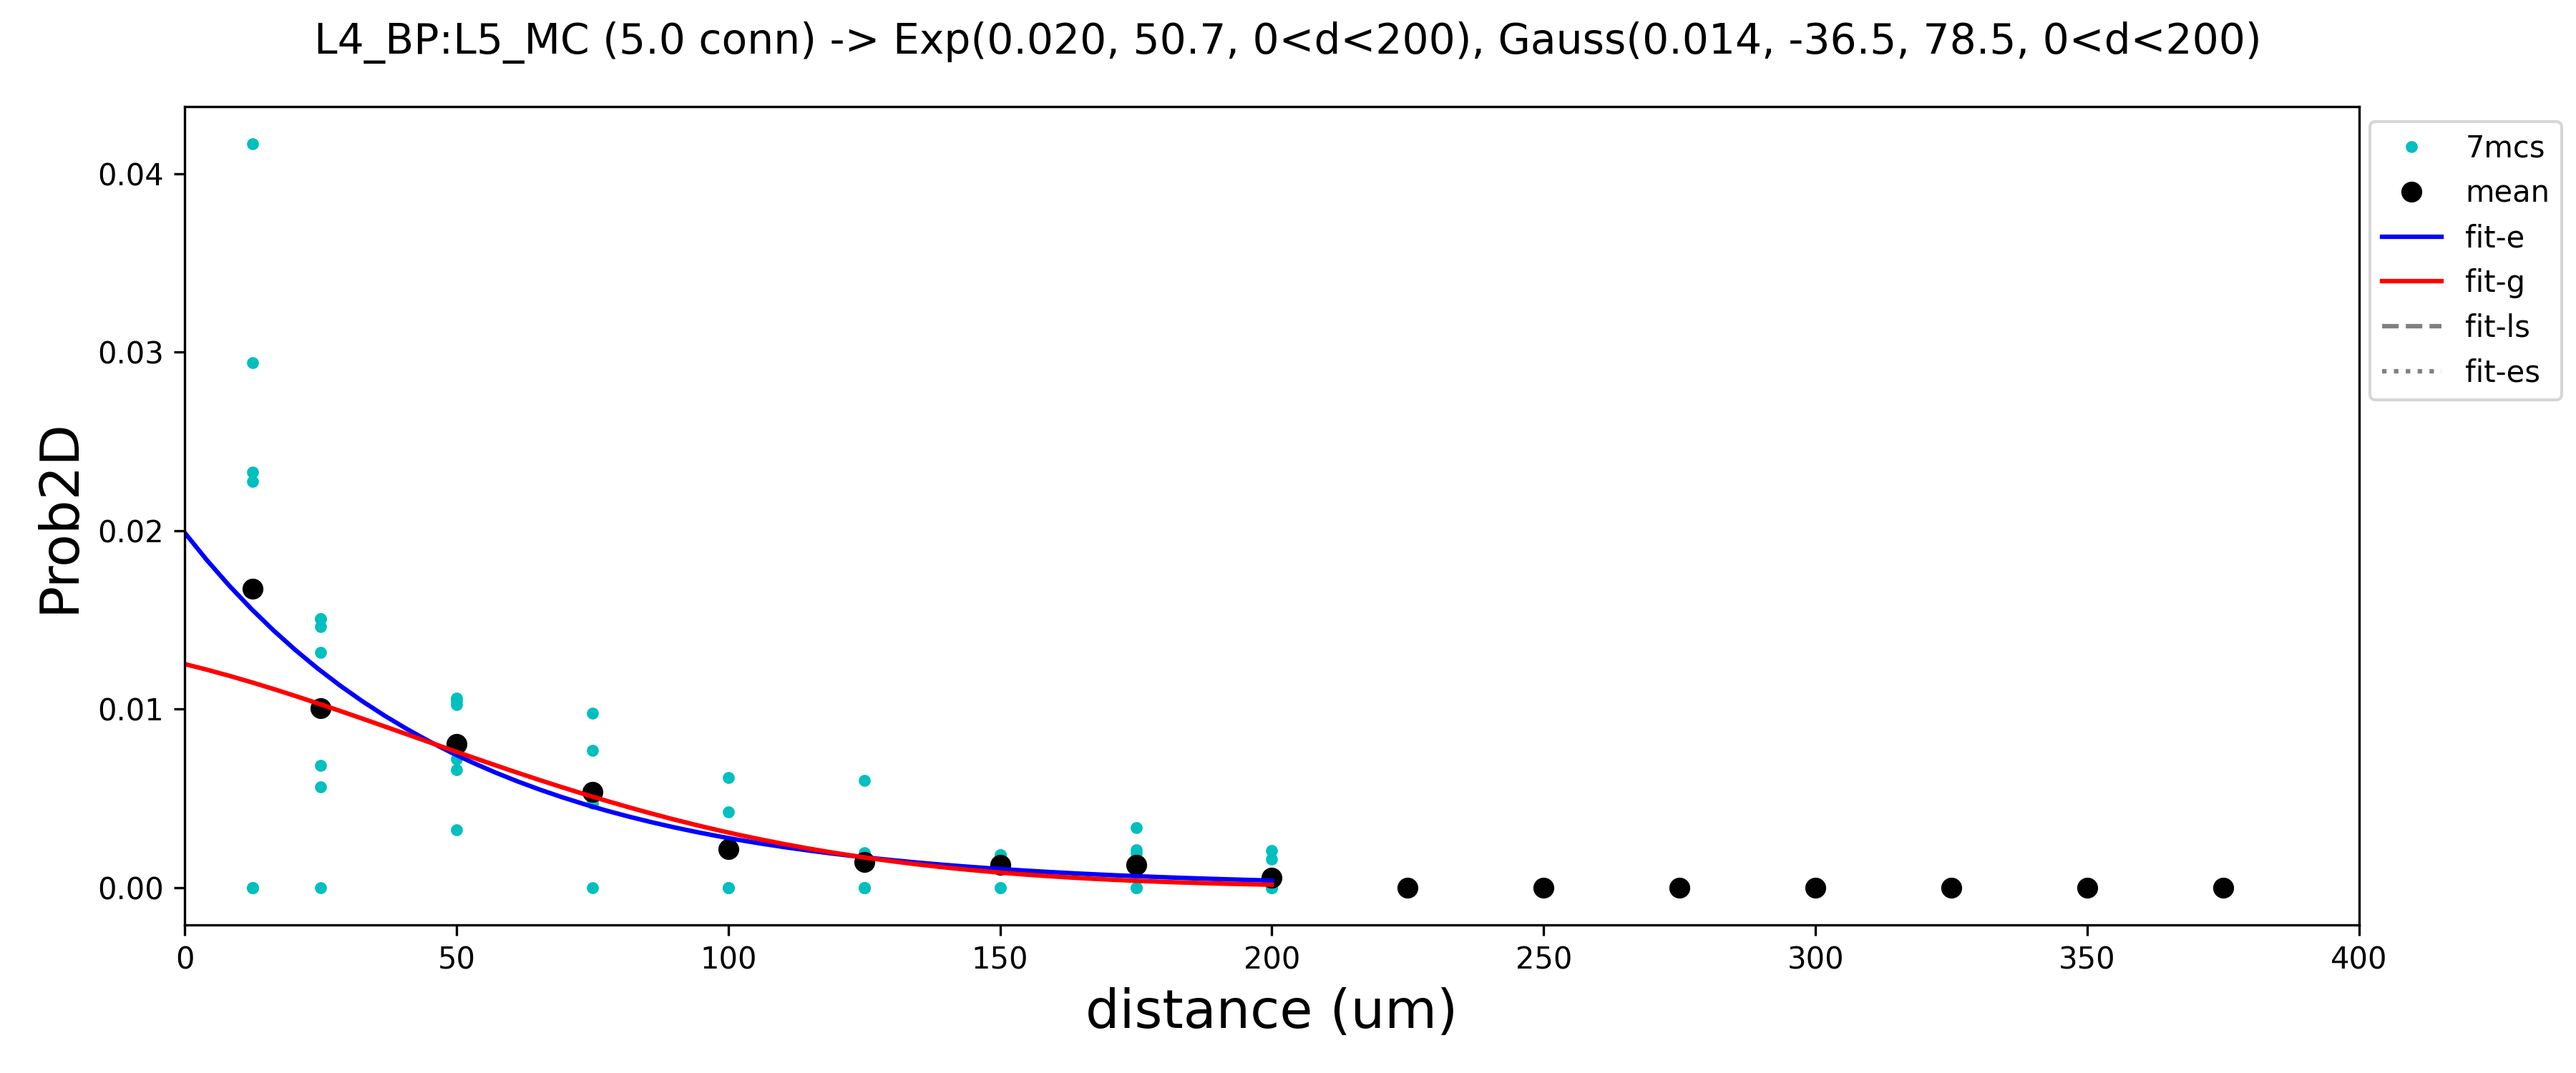 L4_BP:L5_MC (5.0 conn) -> Exp(0.020, 50.7, 0<d<200), Gauss(0.014, -36.5, 78.5, 0<d<200)
7mcs
mean
fit-e
fit-g
fit-ls
fit-es
Prob2D
0.04
0.03
0.02
0.01
0.00
0 50 100 150 200 250 300 350 400
distance (um)